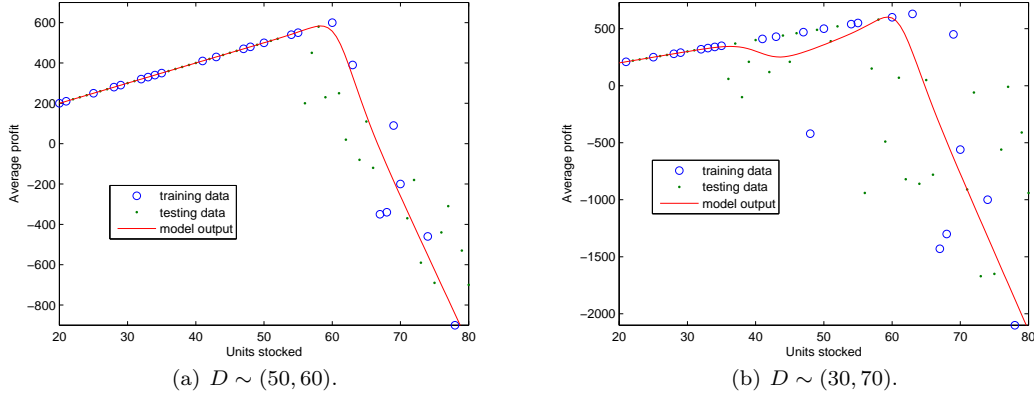 600
400
200
0
−200
−400
−600
−800
Average profit
20 30 40 50 60 70 80
Units stocked
training data
testing data
model output
(a) D ∼ (50, 60).
500
0
−500
−1000
−1500
−2000
Average profit
20 30 40 50 60 70 80
Units stocked
training data
testing data
model output
(b) D ∼ (30, 70).